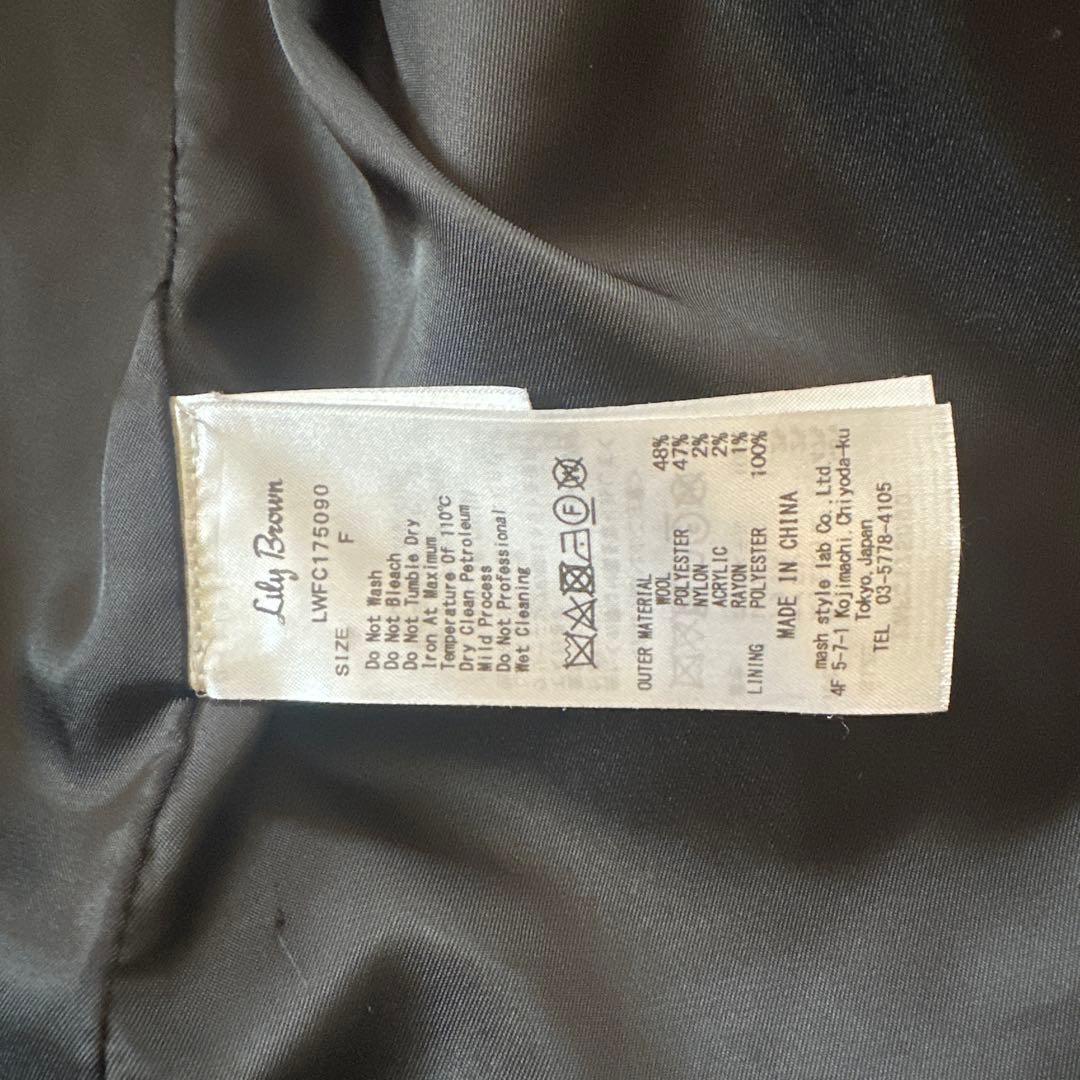 Lily Brown
LWFC175090
SIZE F
Do Not Wash
Do Not Bleach
Do Not Tumble Dry
Iron At Maximum
Temperature Of 110℃
Dry Clean Petroleum
Mild Process
Do Not Professional
Wet Cleaning
F
OUTER MATERIAL
WOOL 48%
POLYESTER 47%
NYLON 2%
ACRYLIC 2%
RAYON 1%
LINING POLYESTER 100%
MADE IN CHINA
mash style lab Co.,Ltd.
4F 5-7-1 Kojimachi,Chiyoda-ku
Tokyo,Japan
TEL 03-5778-4105